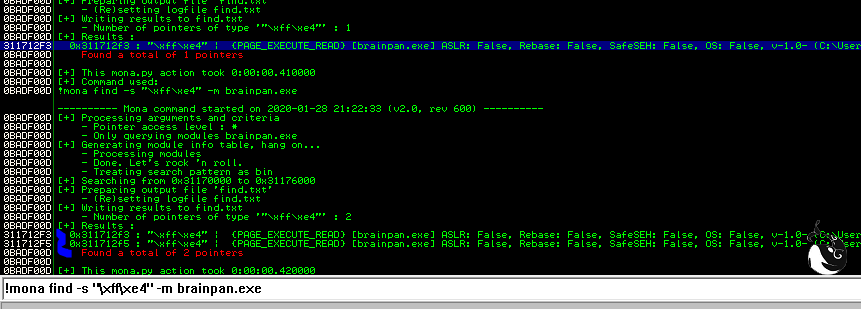 0BADF00D [+] Preparing output file 'find.txt'
0BADF00D - (Re)setting logfile find.txt
0BADF00D [+] Writing results to find.txt
0BADF00D - Number of pointers of type '"\xff\xe4"' : 1
0BADF00D [+] Results :
311712F3 0x311712f3 : "\xff\xe4" | {PAGE_EXECUTE_READ} [brainpan.exe] ASLR: False, Rebase: False, SafeSEH: False, OS: False, v-1.0- (C:\User
0BADF00D Found a total of 1 pointers
0BADF00D
0BADF00D [+] This mona.py action took 0:00:00.410000
0BADF00D [+] Command used:
0BADF00D !mona find -s "\xff\xe4" -m brainpan.exe
0BADF00D ---------- Mona command started on 2020-01-28 21:22:33 (v2.0, rev 600) ----------
0BADF00D [+] Processing arguments and criteria
0BADF00D - Pointer access level : *
0BADF00D - Only querying modules brainpan.exe
0BADF00D [+] Generating module info table, hang on...
0BADF00D - Processing modules
0BADF00D - Done. Let's rock 'n roll.
0BADF00D - Treating search pattern as bin
0BADF00D [+] Searching from 0x31170000 to 0x31176000
0BADF00D [+] Preparing output file 'find.txt'
0BADF00D - (Re)setting logfile find.txt
0BADF00D [+] Writing results to find.txt
0BADF00D - Number of pointers of type '"\xff\xe4"' : 2
0BADF00D [+] Results :
311712F3 0x311712f3 : "\xff\xe4" | {PAGE_EXECUTE_READ} [brainpan.exe] ASLR: False, Rebase: False, SafeSEH: False, OS: False, v-1.0- (C:\User
311712F5 0x311712f5 : "\xff\xe4" | {PAGE_EXECUTE_READ} [brainpan.exe] ASLR: False, Rebase: False, SafeSEH: False, OS: False, v-1.0-
0BADF00D Found a total of 2 pointers
0BADF00D
0BADF00D [+] This mona.py action took 0:00:00.420000
!mona find -s "\xff\xe4" -m brainpan.exe